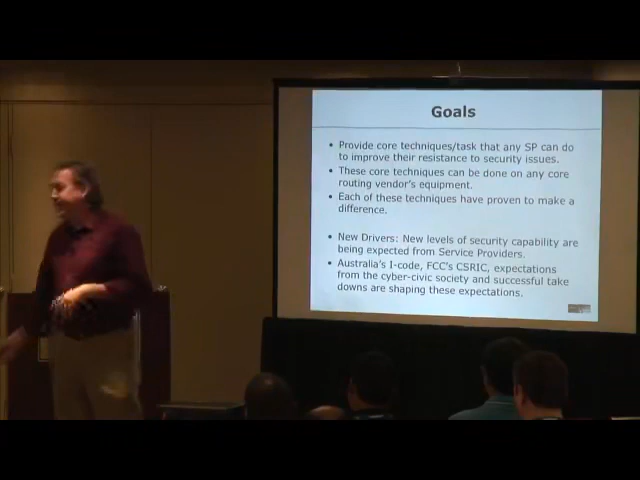 Goals
• Provide core techniques/task that any SP can do
to improve their resistance to security issues.
• These core techniques can be done on any core
routing vendor's equipment.
• Each of these techniques have proven to make a
difference.
• New Drivers: New levels of security capability are
being expected from Service Providers.
• Australia's I-code, FCC's CSRIC, expectations
from the cyber-civic society and successful take
downs are shaping these expectations.